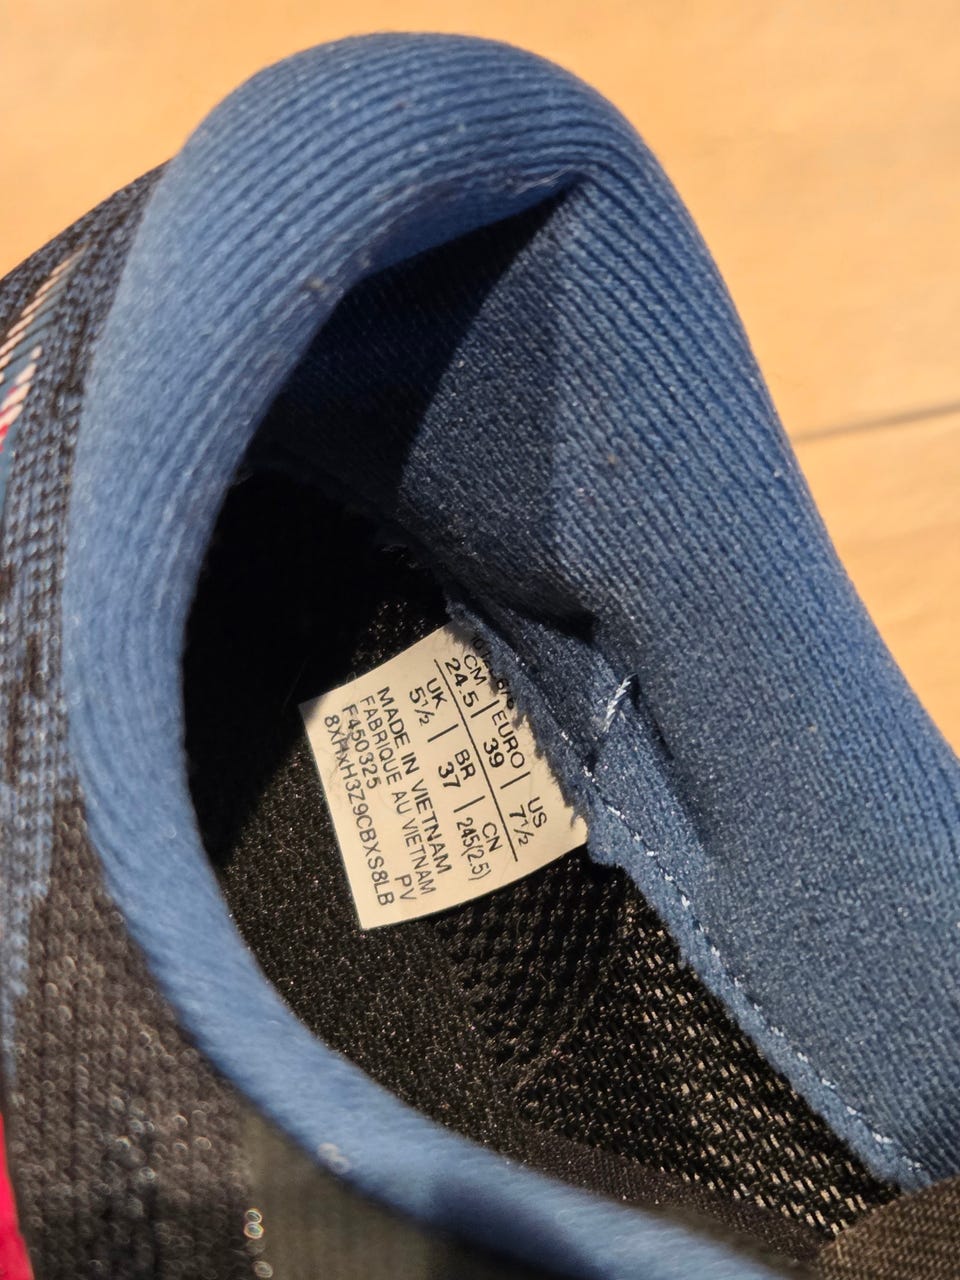 CM | EURO | US
24.5 | 39 | 7½
UK | BR | CN
5½ | 37 | 245(2.5)
MADE IN VIETNAM
FABRIQUE AU VIETNAM
F450325 PV
8XHXH3Z9CBXS8LB